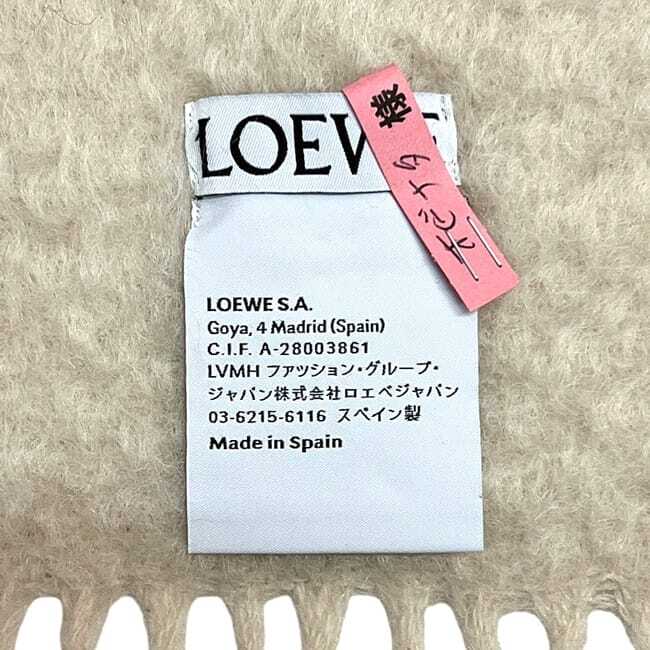 LOEWE
様
LOEWE S.A.
Goya, 4 Madrid (Spain)
C.I.F. A-28003861
LVMH ファッション・グループ・
ジャパン株式会社ロエベジャパン
03-6215-6116 スペイン製
Made in Spain